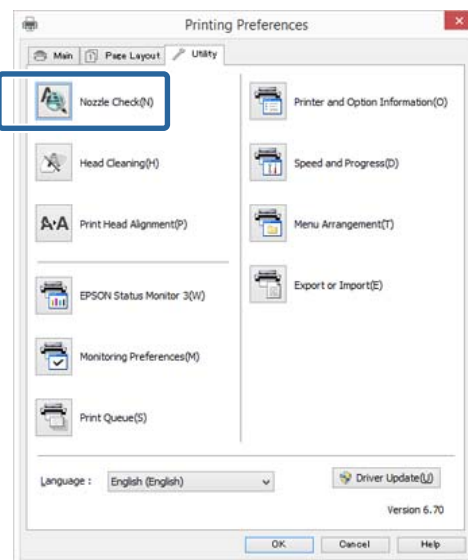 Printing Preferences
Main
Page Layout
Utility
Nozzle Check(N)
Head Cleaning(H)
Print Head Alignment(P)
EPSON Status Monitor 3(W)
Monitoring Preferences(M)
Print Queue(S)
Printer and Option Information(O)
Speed and Progress(D)
Menu Arrangement(T)
Export or Import(E)
Language : English (English)
Driver Update(U)
Version 6.70
OK Cancel Help